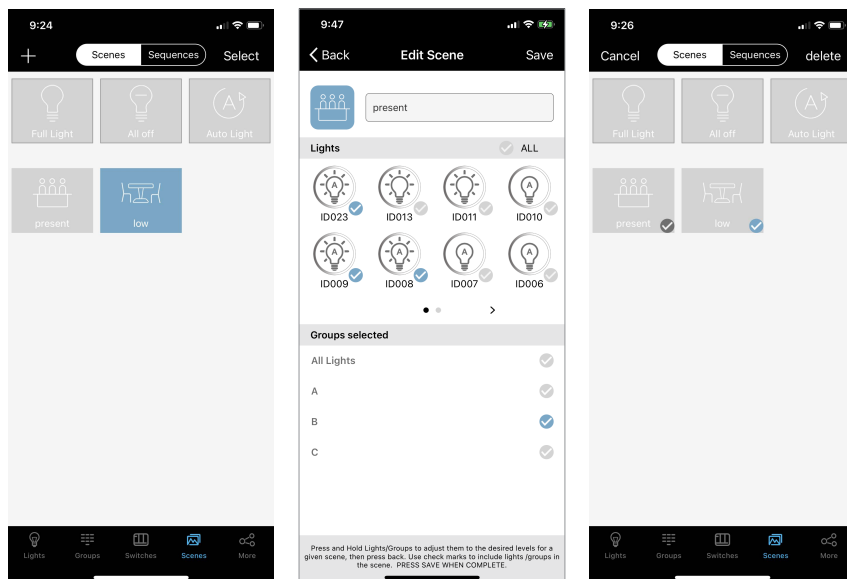 9:24
Scenes Sequences Select
Full Light All off A Auto Light
present low
Lights Groups Switches Scenes More
9:47
Back Edit Scene Save
present
Lights ALL
A A
ID023 ID013 ID011 ID010
A A A A
ID009 ID008 ID007 ID006
Groups selected
All Lights
A
B
C
Press and Hold Lights/Groups to adjust them to the desired levels for a
given scene, then press back. Use check marks to include lights /groups in
the scene. PRESS SAVE WHEN COMPLETE.
9:26
Cancel Scenes Sequences delete
Full Light All off A Auto Light
present low
Lights Groups Switches Scenes More